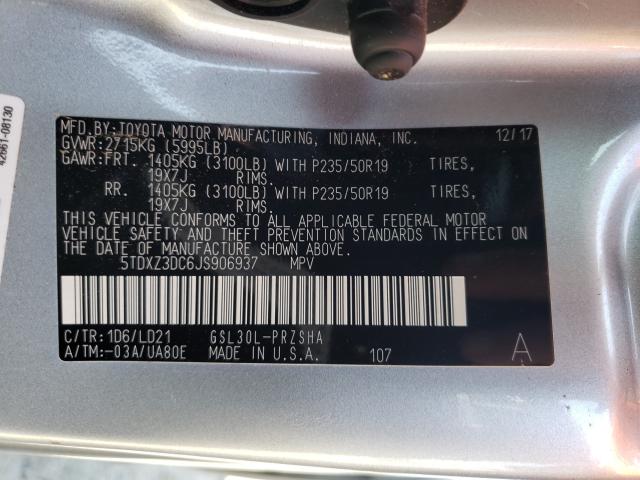 MFD.BY:TOYOTA MOTOR MANUFACTURING, INDIANA, INC. 12/17
GVWR:2715KG (5995LB)
GAWR:FRT. 1405KG (3100LB) WITH P235/50R19 TIRES,
19X7J RIMS.
RR. 1405KG (3100LB) WITH P235/50R19 TIRES,
19X7J RIMS.
THIS VEHICLE CONFORMS TO ALL APPLICABLE FEDERAL MOTOR
VEHICLE SAFETY AND THEFT PREVENTION STANDARDS IN EFFECT
ON THE DATE OF MANUFACTURE SHOWN ABOVE.
5TDXZ3DC6JS906937 MPV
C/TR:1D6/LD21 GSL30L-PRZSHA
A/TM:-03A/UA80E MADE IN U.S.A. 107 A
42661-08130